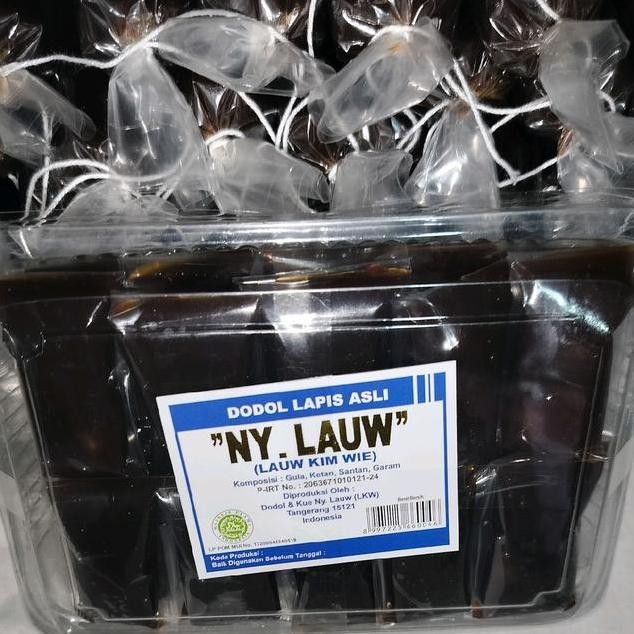 DODOL LAPIS ASLI
"NY. LAUW"
(LAUW KIM WIE)
Komposisi : Gula, Ketan, Santan, Garam
P-IRT No. : 2063671010121-24
Diproduksi Oleh :
Dodol & Kue Ny. Lauw (LKW)
Tangerang 15121
Indonesia
Kode Produksi :
Baik Digunakan Sebelum Tanggal :